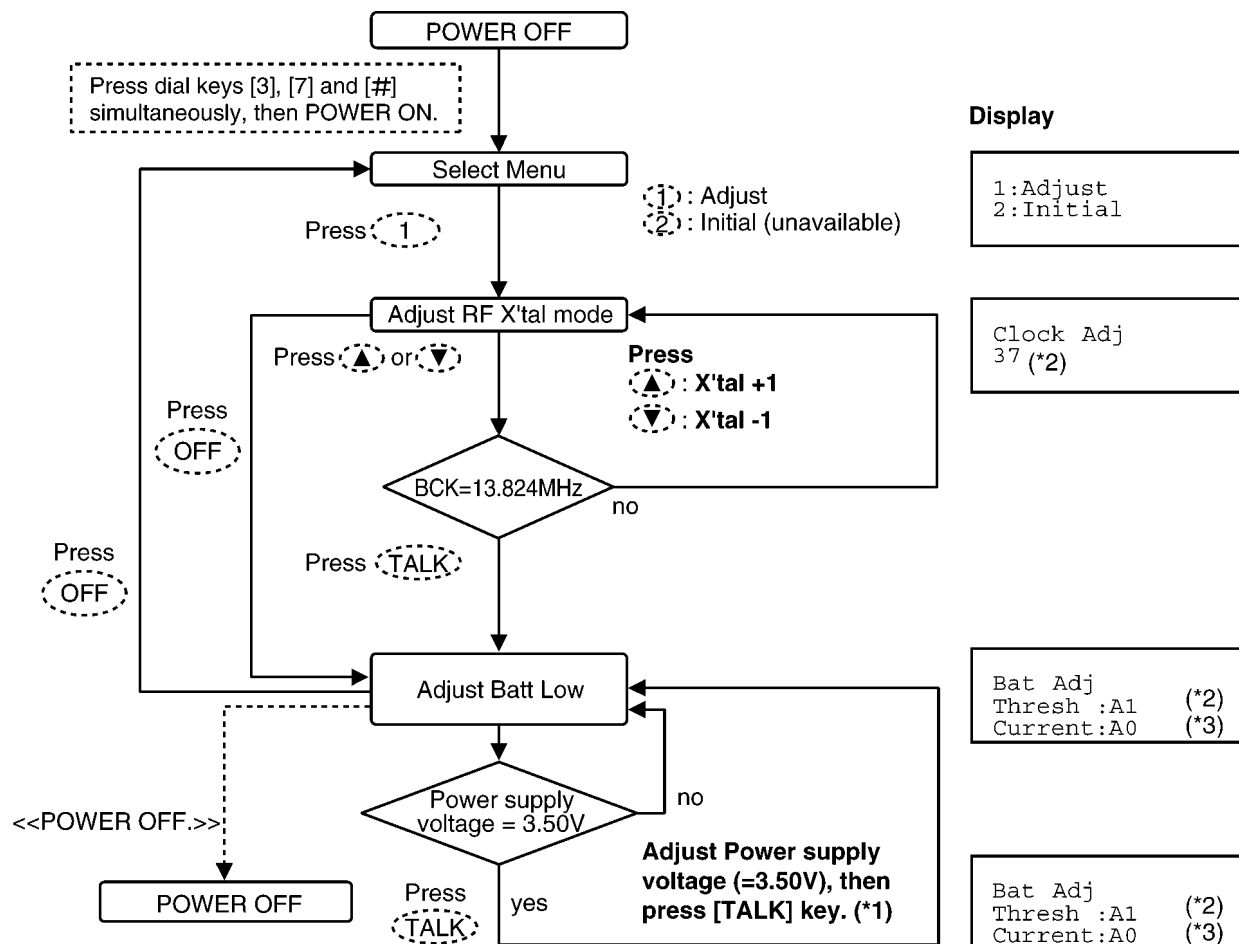 POWER OFF
Press dial keys [3], [7] and [#]
simultaneously, then POWER ON.
Display
Select Menu
1 : Adjust
2 : Initial (unavailable)
1:Adjust
2:Initial
Press 1
Adjust RF X'tal mode
Clock Adj
37 (*2)
Press ▲ or ▼
Press
▲ : X'tal +1
▼ : X'tal -1
Press
OFF
BCK=13.824MHz
no
Press TALK
Press
OFF
Adjust Batt Low
Bat Adj
Thresh :A1 (*2)
Current:A0 (*3)
Power supply
voltage = 3.50V
no
<<POWER OFF.>>
Adjust Power supply
voltage (=3.50V), then
press [TALK] key. (*1)
POWER OFF
Press
TALK
yes
Bat Adj
Thresh :A1 (*2)
Current:A0 (*3)